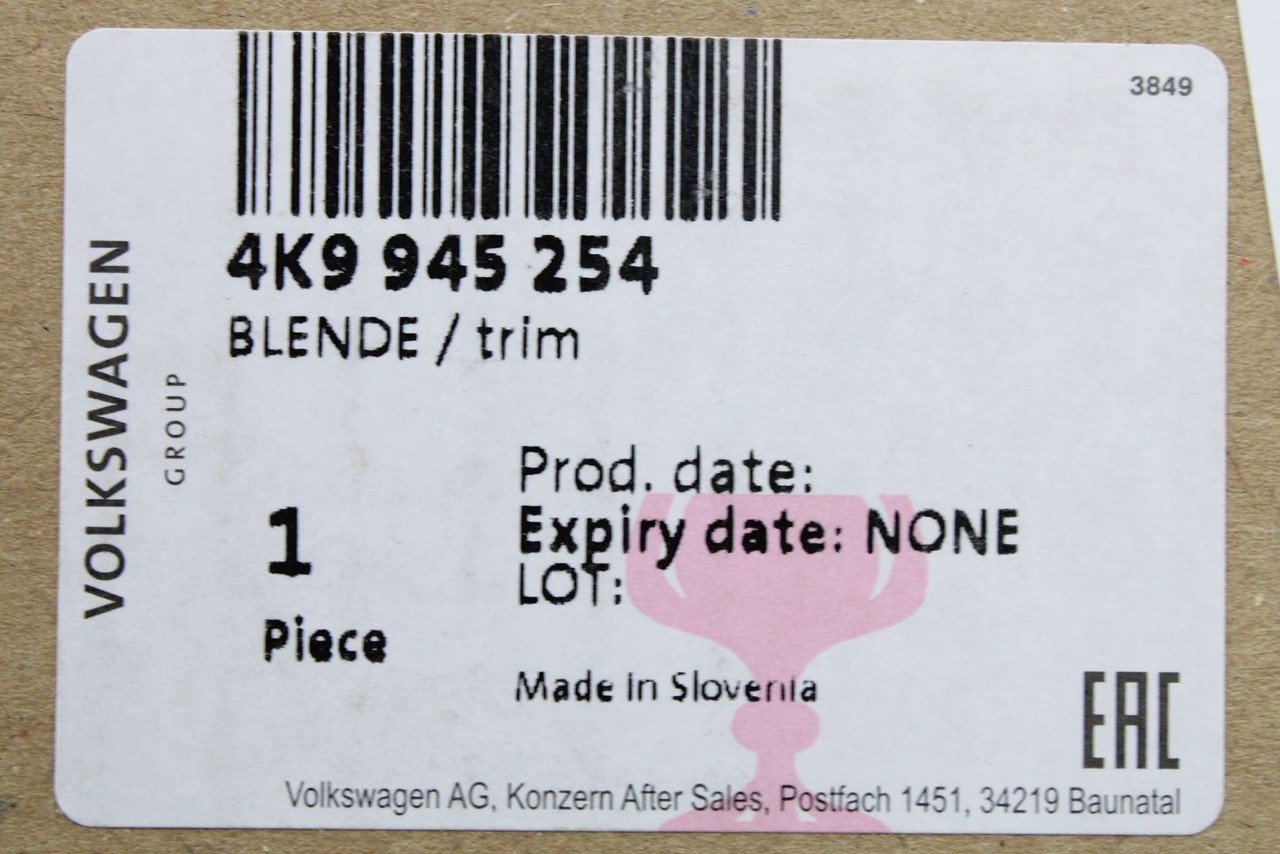 3849
4K9 945 254
BLENDE / trim
VOLKSWAGEN
GROUP
Prod. date:
Expiry date: NONE
LOT:
1
Piece
Made in Slovenia
EAC
Volkswagen AG, Konzern After Sales, Postfach 1451, 34219 Baunatal